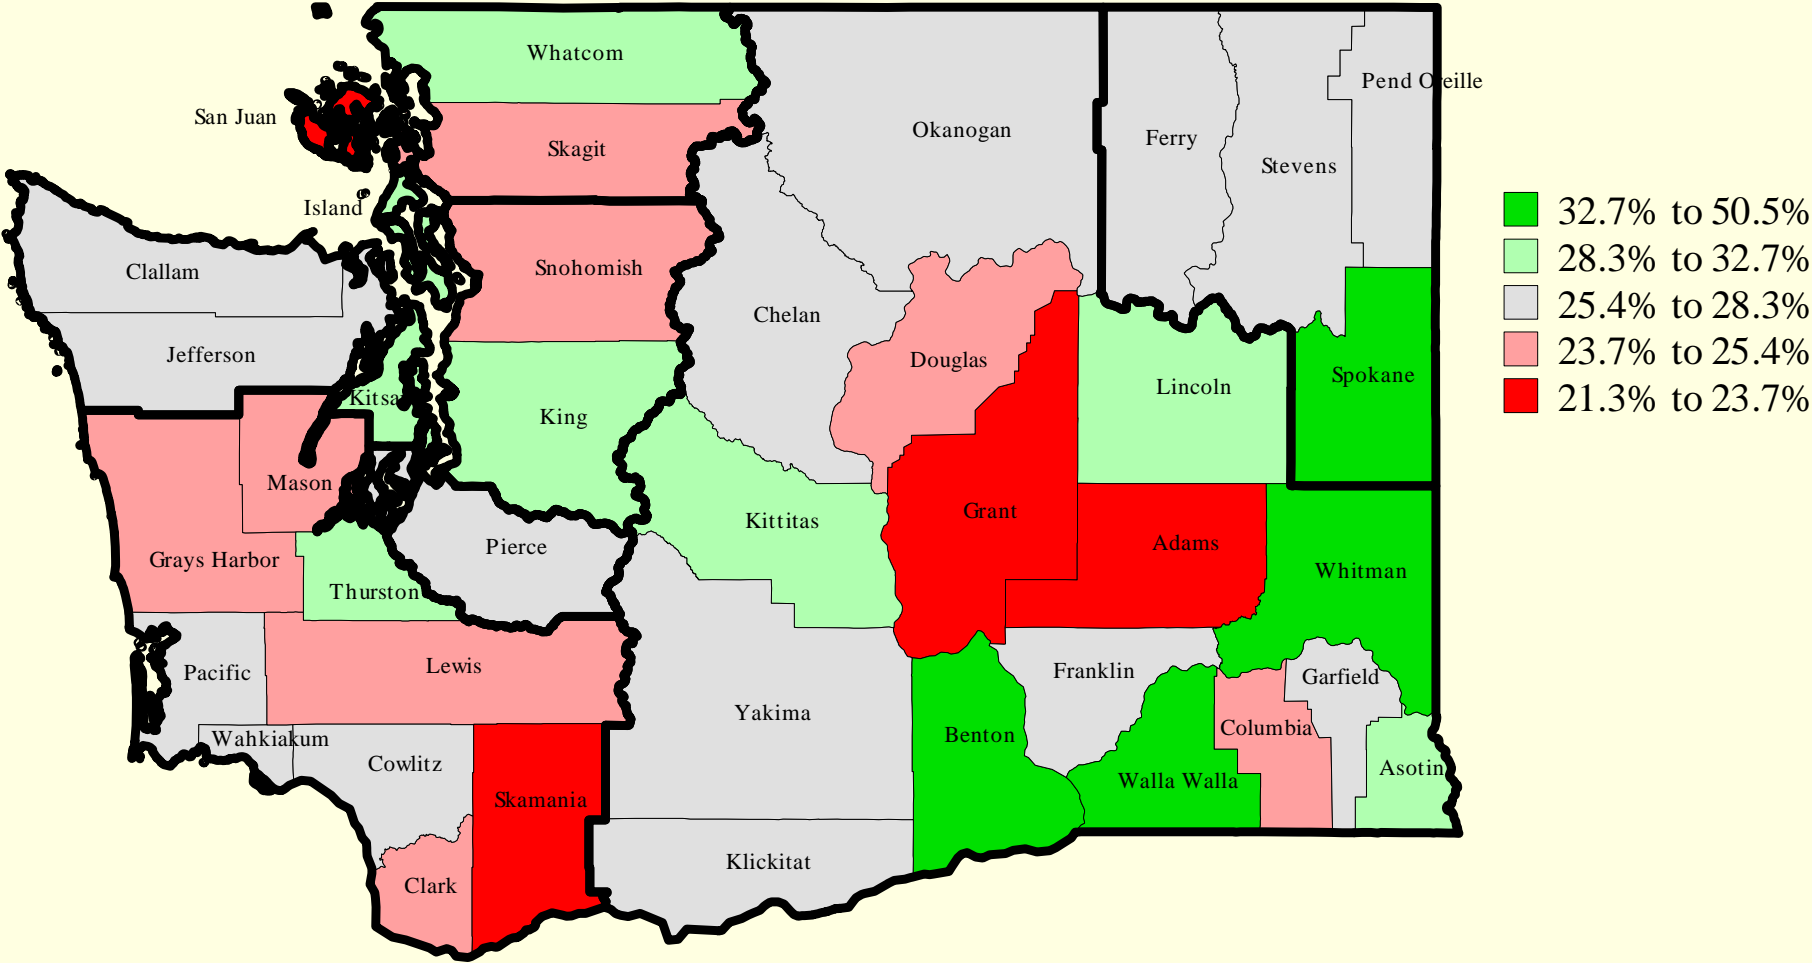 Whatcom
Pend Oreille
San Juan
Okanogan
Ferry
Skagit
Stevens
Island
32.7% to 50.5%
28.3% to 32.7%
25.4% to 28.3%
23.7% to 25.4%
21.3% to 23.7%
Clallam
Snohomish
Chelan
Jefferson
Douglas
Spokane
Lincoln
Kitsa
King
Mason
Grant
Kittitas
Adams
Pierce
Grays Harbor
Whitman
Thurston
Lewis
Pacific
Franklin
Garfield
Yakima
Columbia
Benton
Wahkiakum
Cowlitz
Asotin
Walla Walla
Skamania
Klickitat
Clark